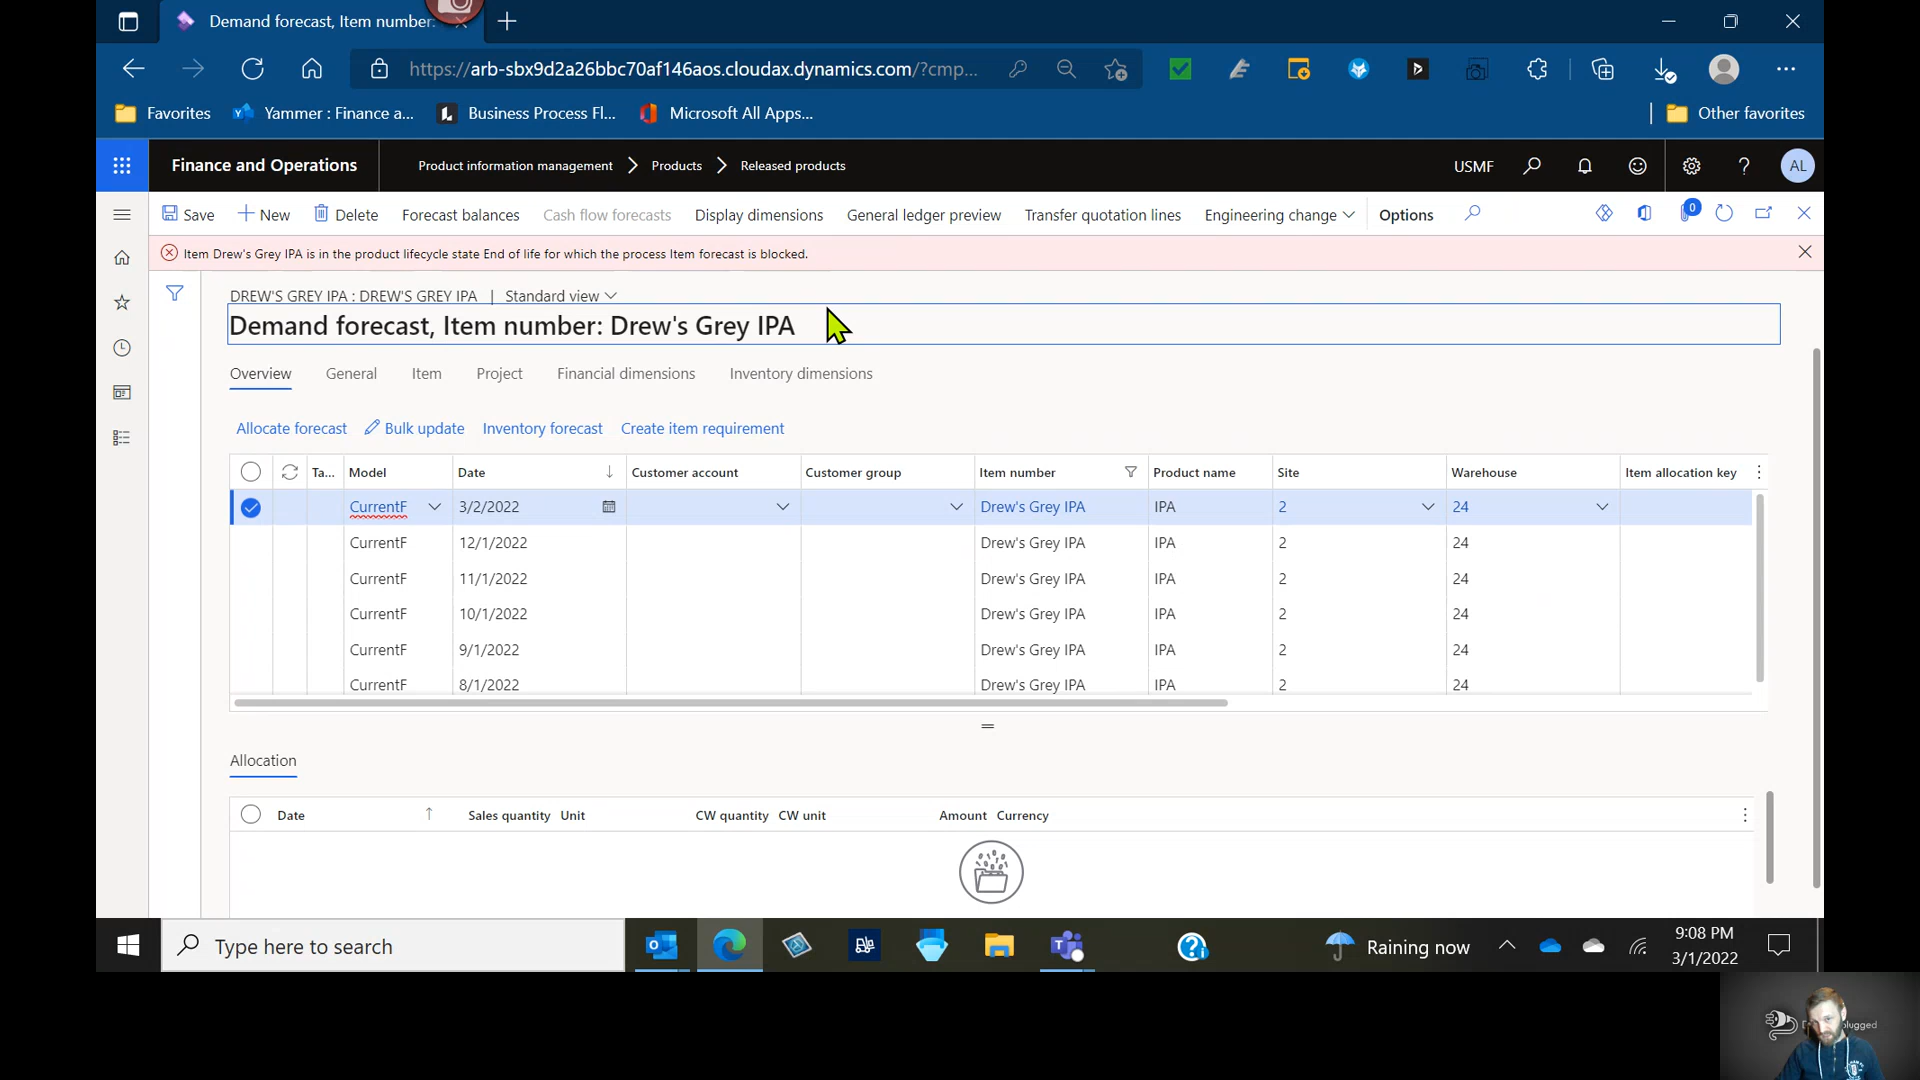 Demand forecast, Item number:
https://arb-sbx9d2a26bbc70af146aos.cloudax.dynamics.com/?cmp...
Favorites
Yammer : Finance a...
Business Process Fl...
Microsoft All Apps...
Other favorites
Finance and Operations
Product information management
Products
Released products
USMF
?
AL
Save
New
Delete
Forecast balances
Cash flow forecasts
Display dimensions
General ledger preview
Transfer quotation lines
Engineering change
Options
0
Item Drew's Grey IPA is in the product lifecycle state End of life for which the process Item forecast is blocked.
DREW'S GREY IPA : DREW'S GREY IPA | Standard view
Demand forecast, Item number: Drew's Grey IPA
Overview
General
Item
Project
Financial dimensions
Inventory dimensions
Allocate forecast
Bulk update
Inventory forecast
Create item requirement
Ta... Model Date Customer account Customer group Item number Product name Site Warehouse Item allocation key
CurrentF 3/2/2022 Drew's Grey IPA IPA 2 24
CurrentF 12/1/2022 Drew's Grey IPA IPA 2 24
CurrentF 11/1/2022 Drew's Grey IPA IPA 2 24
CurrentF 10/1/2022 Drew's Grey IPA IPA 2 24
CurrentF 9/1/2022 Drew's Grey IPA IPA 2 24
CurrentF 8/1/2022 Drew's Grey IPA IPA 2 24
Allocation
Date Sales quantity Unit CW quantity CW unit Amount Currency
Type here to search
Raining now
9:08 PM
3/1/2022